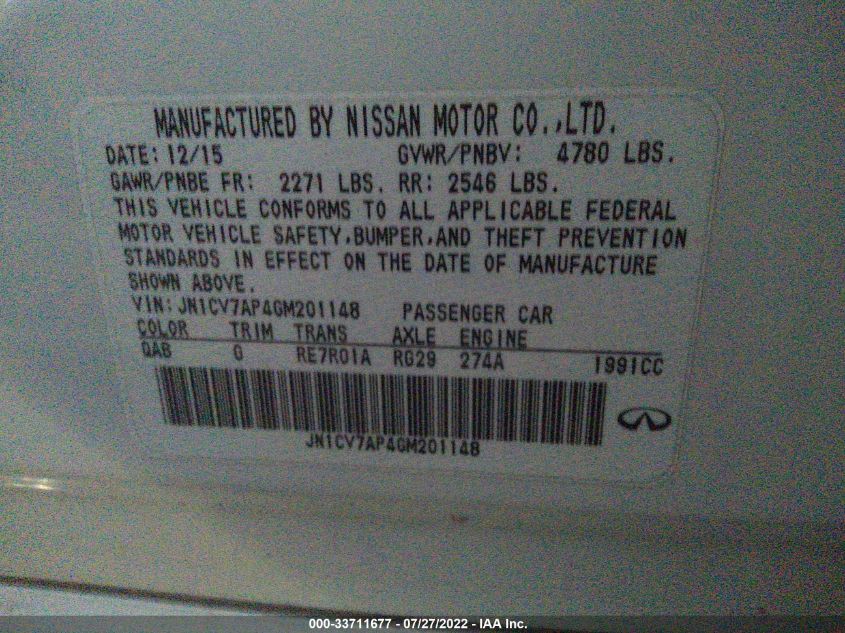 MANUFACTURED BY NISSAN MOTOR CO.,LTD.
DATE: 12/15 GVWR/PNBV: 4780 LBS.
GAWR/PNBE FR: 2271 LBS. RR: 2546 LBS.
THIS VEHICLE CONFORMS TO ALL APPLICABLE FEDERAL
MOTOR VEHICLE SAFETY,BUMPER,AND THEFT PREVENTION
STANDARDS IN EFFECT ON THE DATE OF MANUFACTURE
SHOWN ABOVE.
VIN: JN1CV7AP4GM201148 PASSENGER CAR
COLOR TRIM TRANS AXLE ENGINE
QAB G RE7R01A RG29 274A 1991CC
JN1CV7AP4GM201148
000-33711677 - 07/27/2022 - IAA Inc.